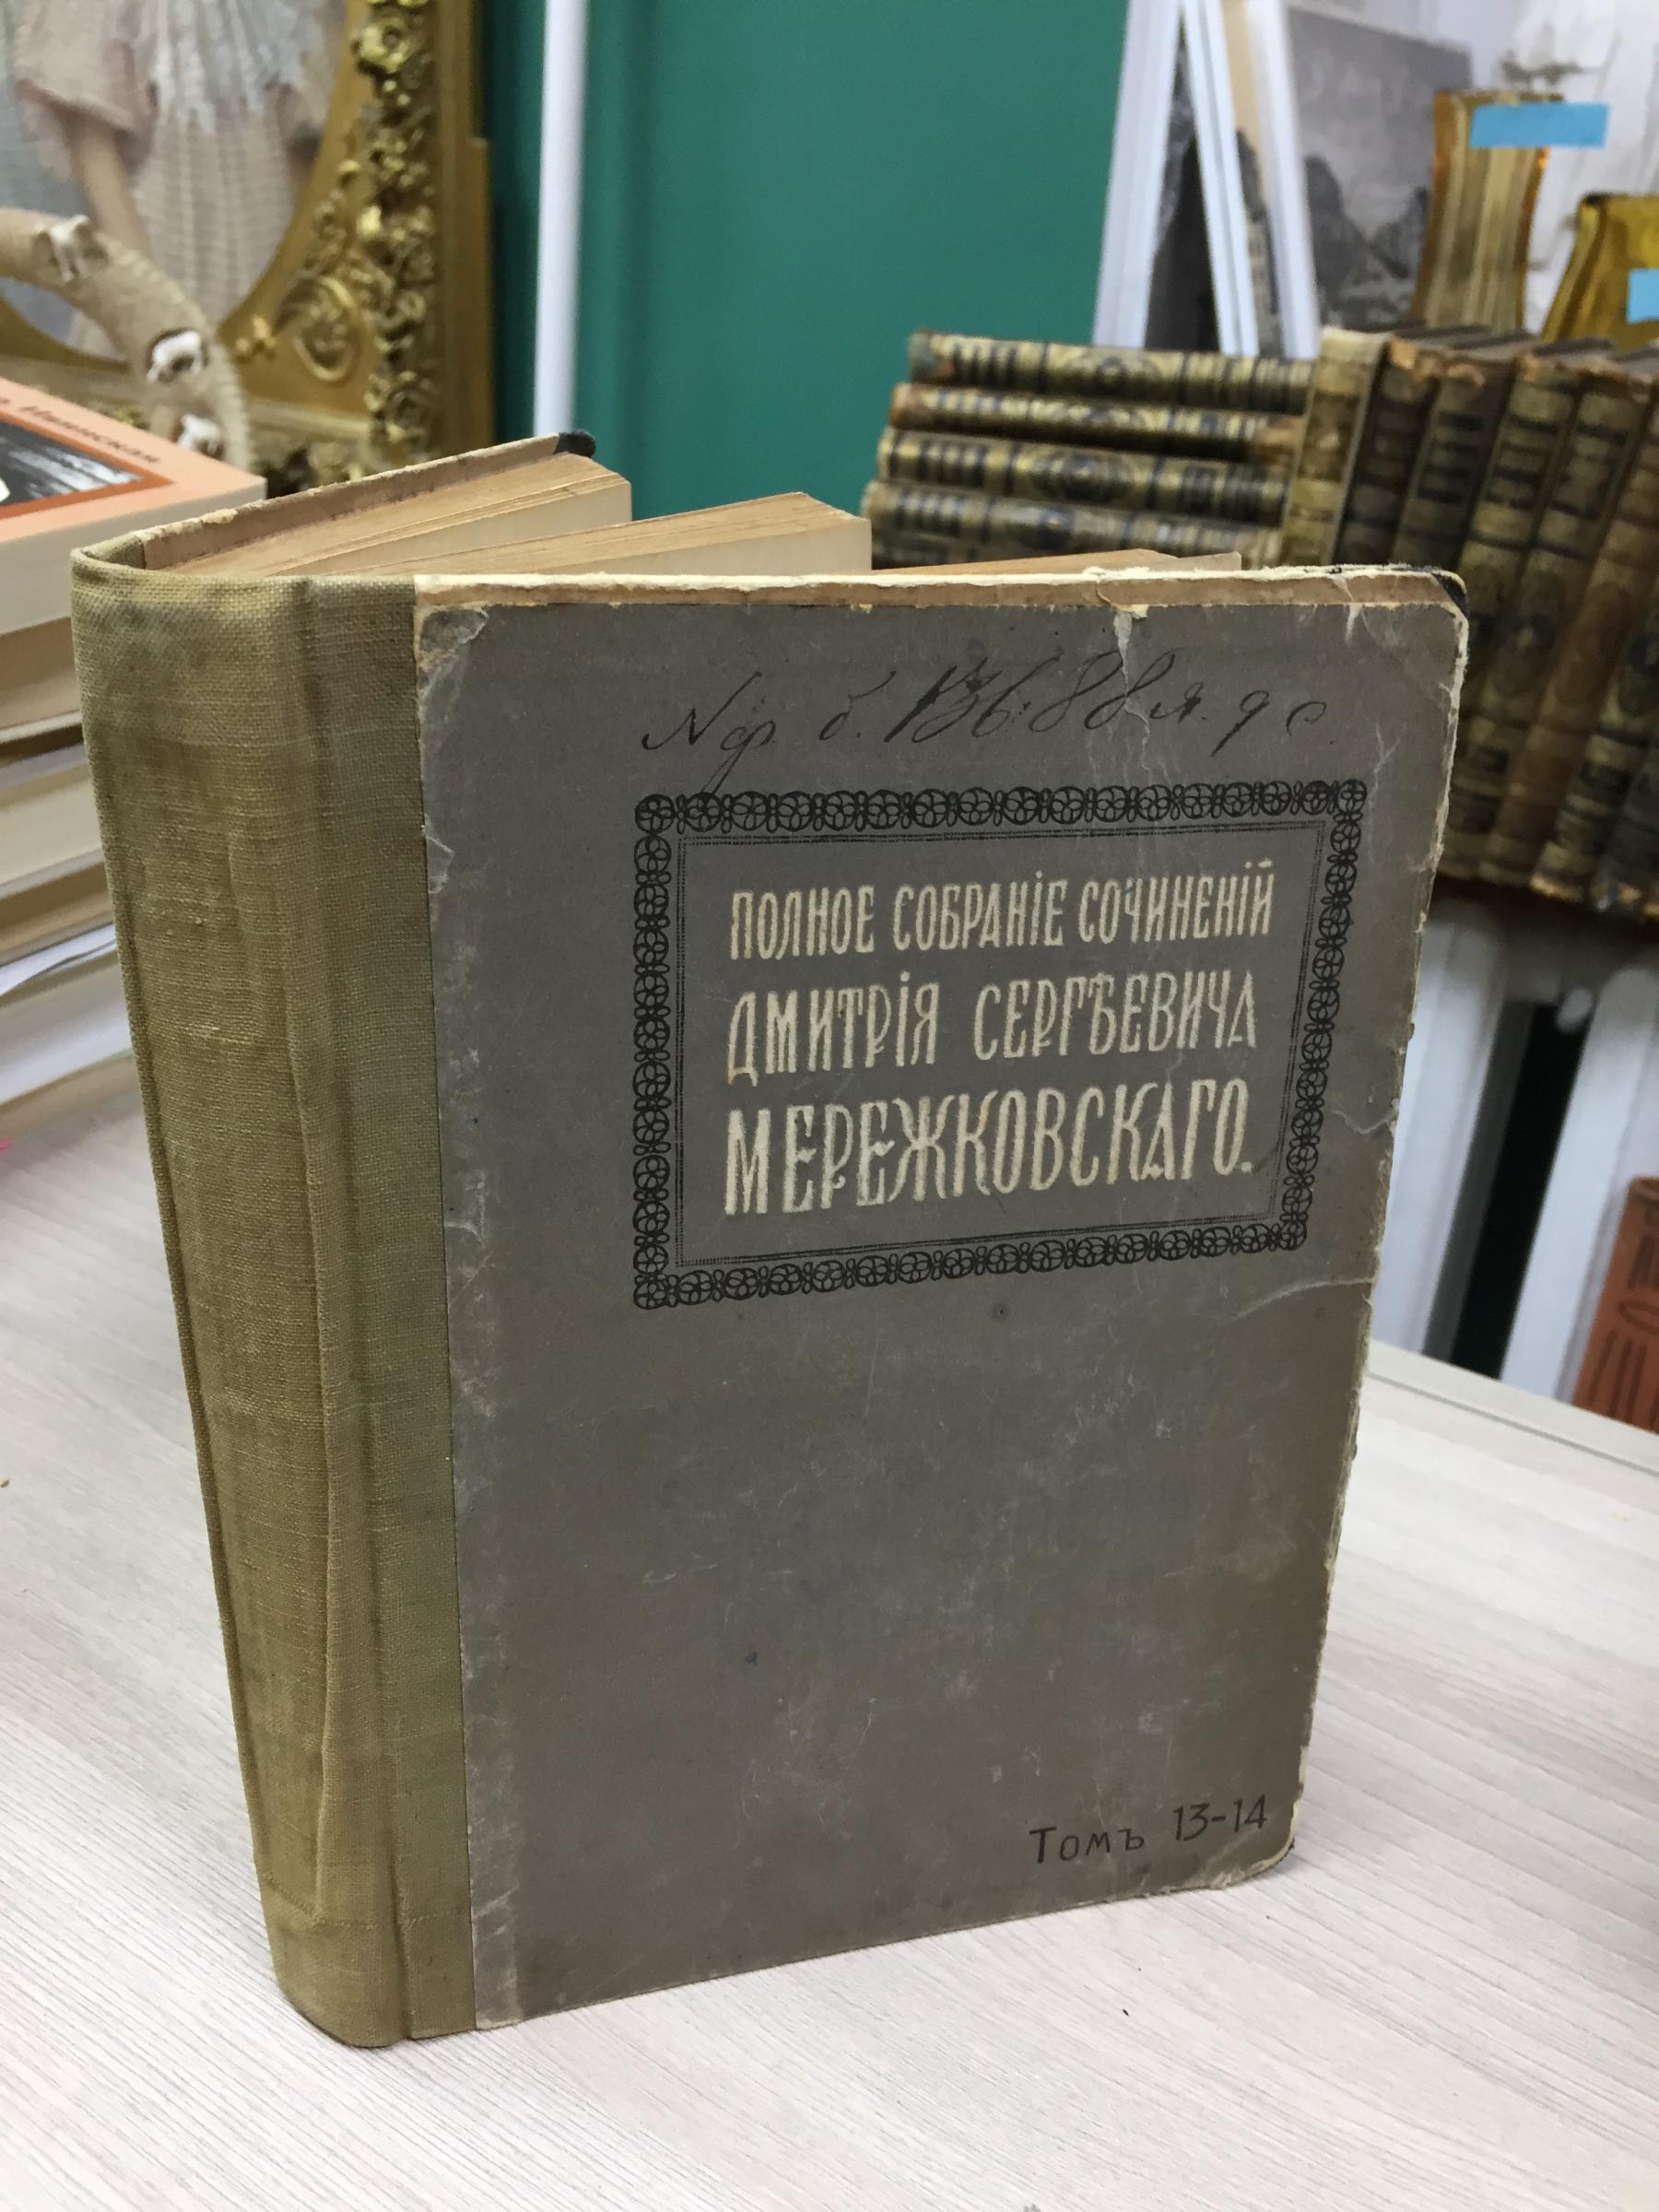 ПОЛНОЕ СОБРАНІЕ СОЧИНЕНІЙ
ДМИТРІЯ СЕРГѢЕВИЧА
МЕРЕЖКОВСКАГО.
Томъ 13-14